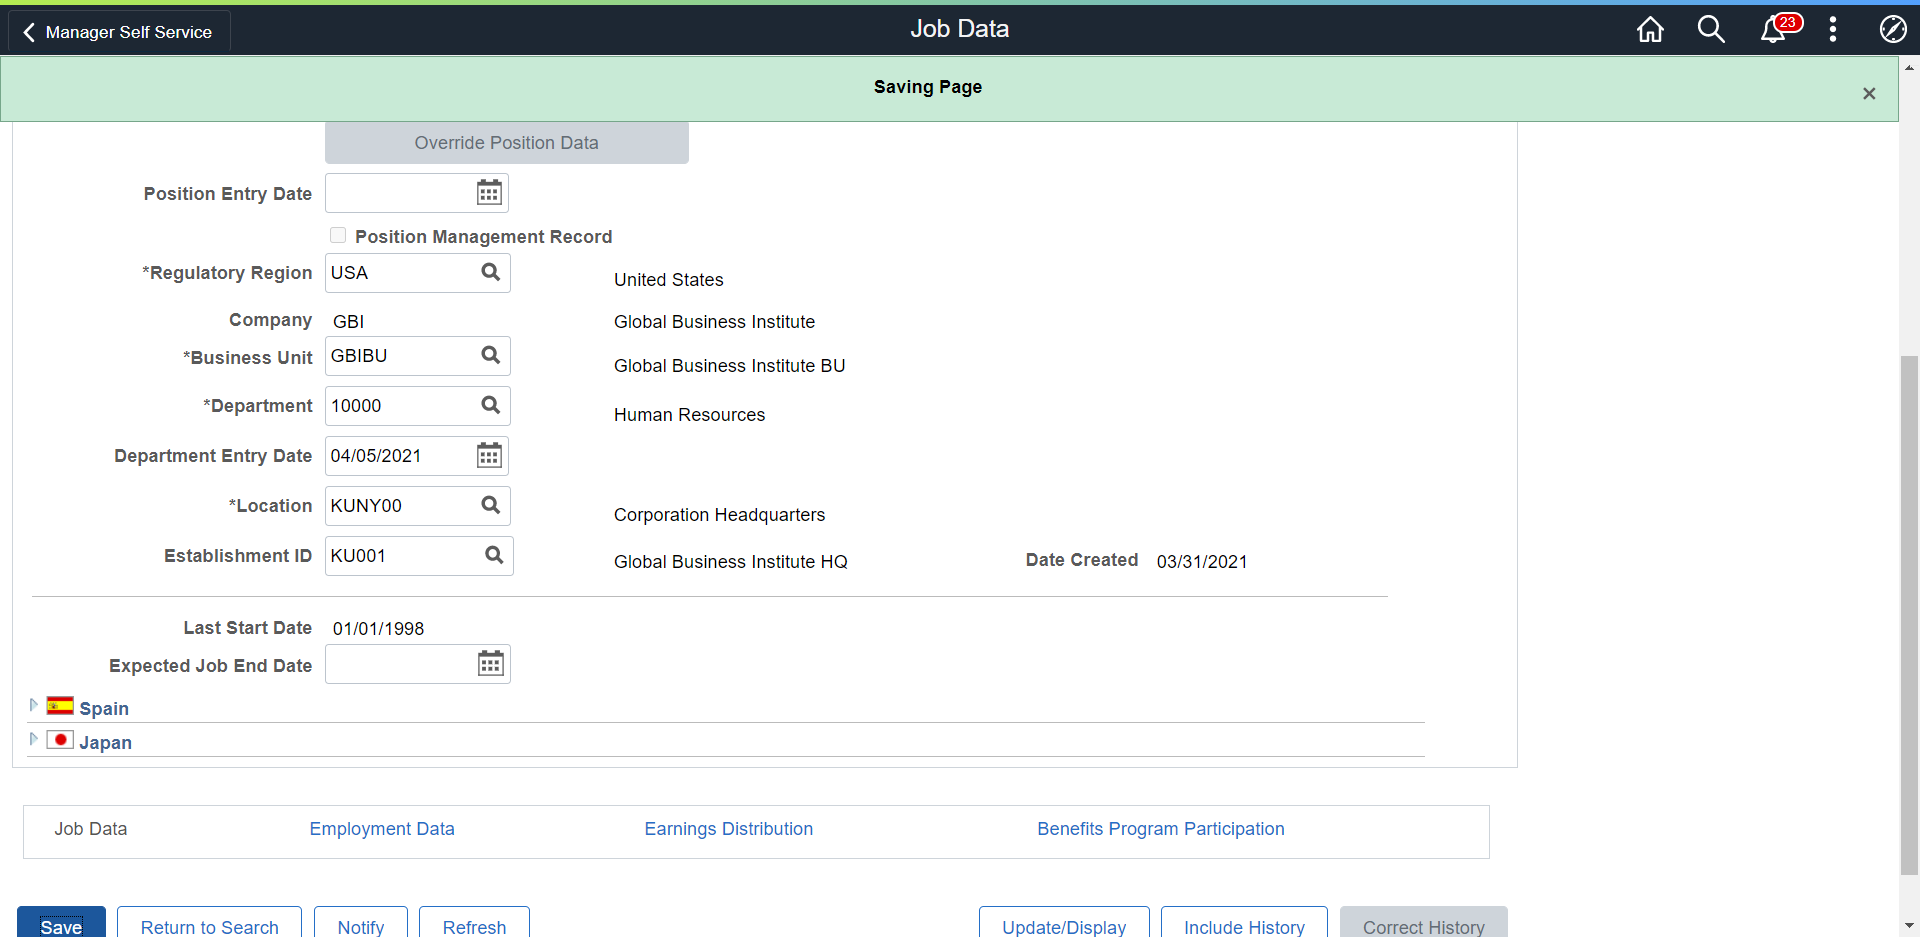 Manager Self Service
Job Data
23
Saving Page
Override Position Data
Position Entry Date
Position Management Record
*Regulatory Region USA United States
Company GBI Global Business Institute
*Business Unit GBIBU Global Business Institute BU
*Department 10000 Human Resources
Department Entry Date 04/05/2021
*Location KUNY00 Corporation Headquarters
Establishment ID KU001 Global Business Institute HQ Date Created 03/31/2021
Last Start Date 01/01/1998
Expected Job End Date
Spain
Japan
Job Data Employment Data Earnings Distribution Benefits Program Participation
Save Return to Search Notify Refresh Update/Display Include History Correct History